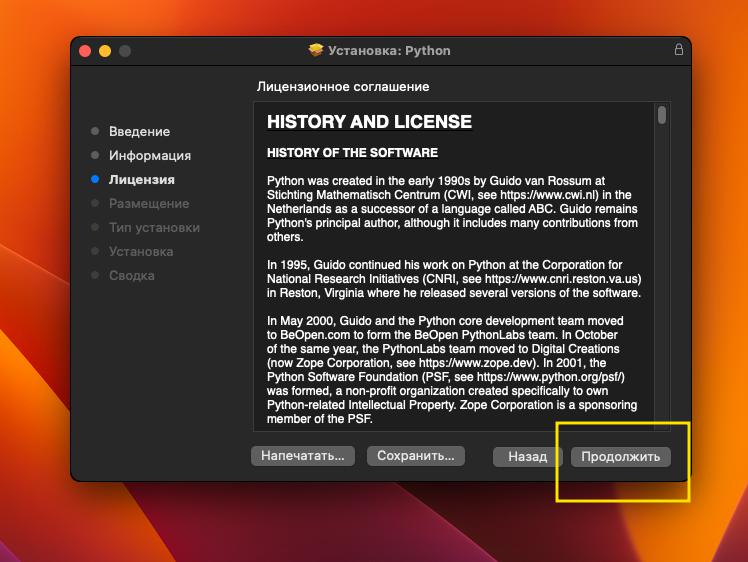 Установка: Python
Лицензионное соглашение
Введение
Информация
Лицензия
Размещение
Тип установки
Установка
Сводка
HISTORY AND LICENSE
HISTORY OF THE SOFTWARE
Python was created in the early 1990s by Guido van Rossum at
Stichting Mathematisch Centrum (CWI, see https://www.cwi.nl) in the
Netherlands as a successor of a language called ABC. Guido remains
Python's principal author, although it includes many contributions from
others.
In 1995, Guido continued his work on Python at the Corporation for
National Research Initiatives (CNRI, see https://www.cnri.reston.va.us)
in Reston, Virginia where he released several versions of the software.
In May 2000, Guido and the Python core development team moved
to BeOpen.com to form the BeOpen PythonLabs team. In October
of the same year, the PythonLabs team moved to Digital Creations
(now Zope Corporation, see https://www.zope.dev). In 2001, the
Python Software Foundation (PSF, see https://www.python.org/psf/)
was formed, a non-profit organization created specifically to own
Python-related Intellectual Property. Zope Corporation is a sponsoring
member of the PSF.
Напечатать... Сохранить... Назад Продолжить